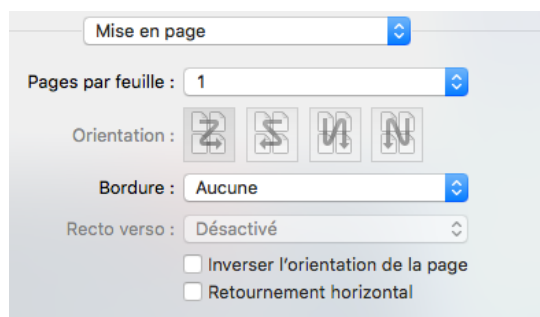 Mise en page
Pages par feuille : 1
Orientation :
Bordure : Aucune
Recto verso : Désactivé
Inverser l'orientation de la page
Retournement horizontal